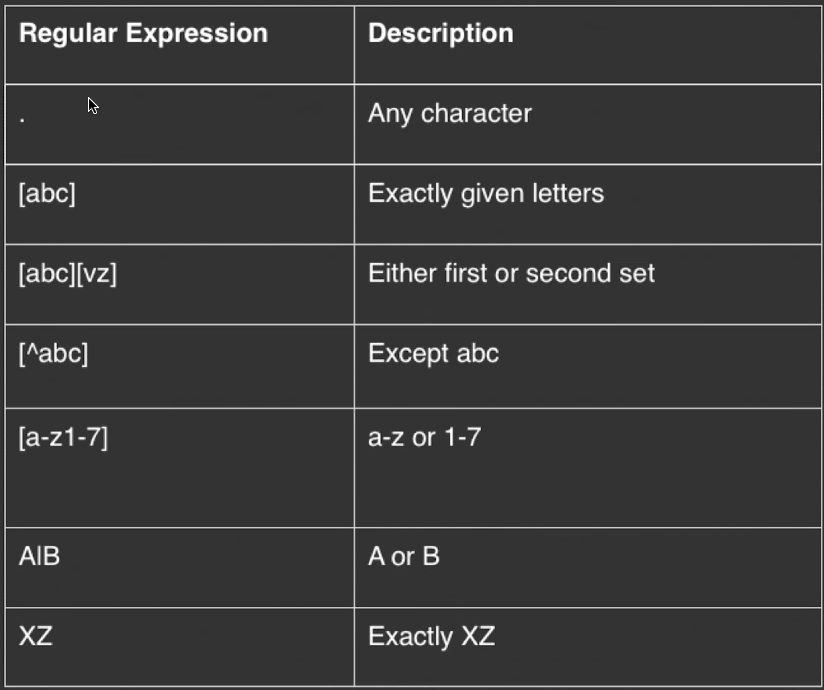 Regular Expression Description
. Any character
[abc] Exactly given letters
[abc][vz] Either first or second set
[^abc] Except abc
[a-z1-7] a-z or 1-7
A|B A or B
XZ Exactly XZ